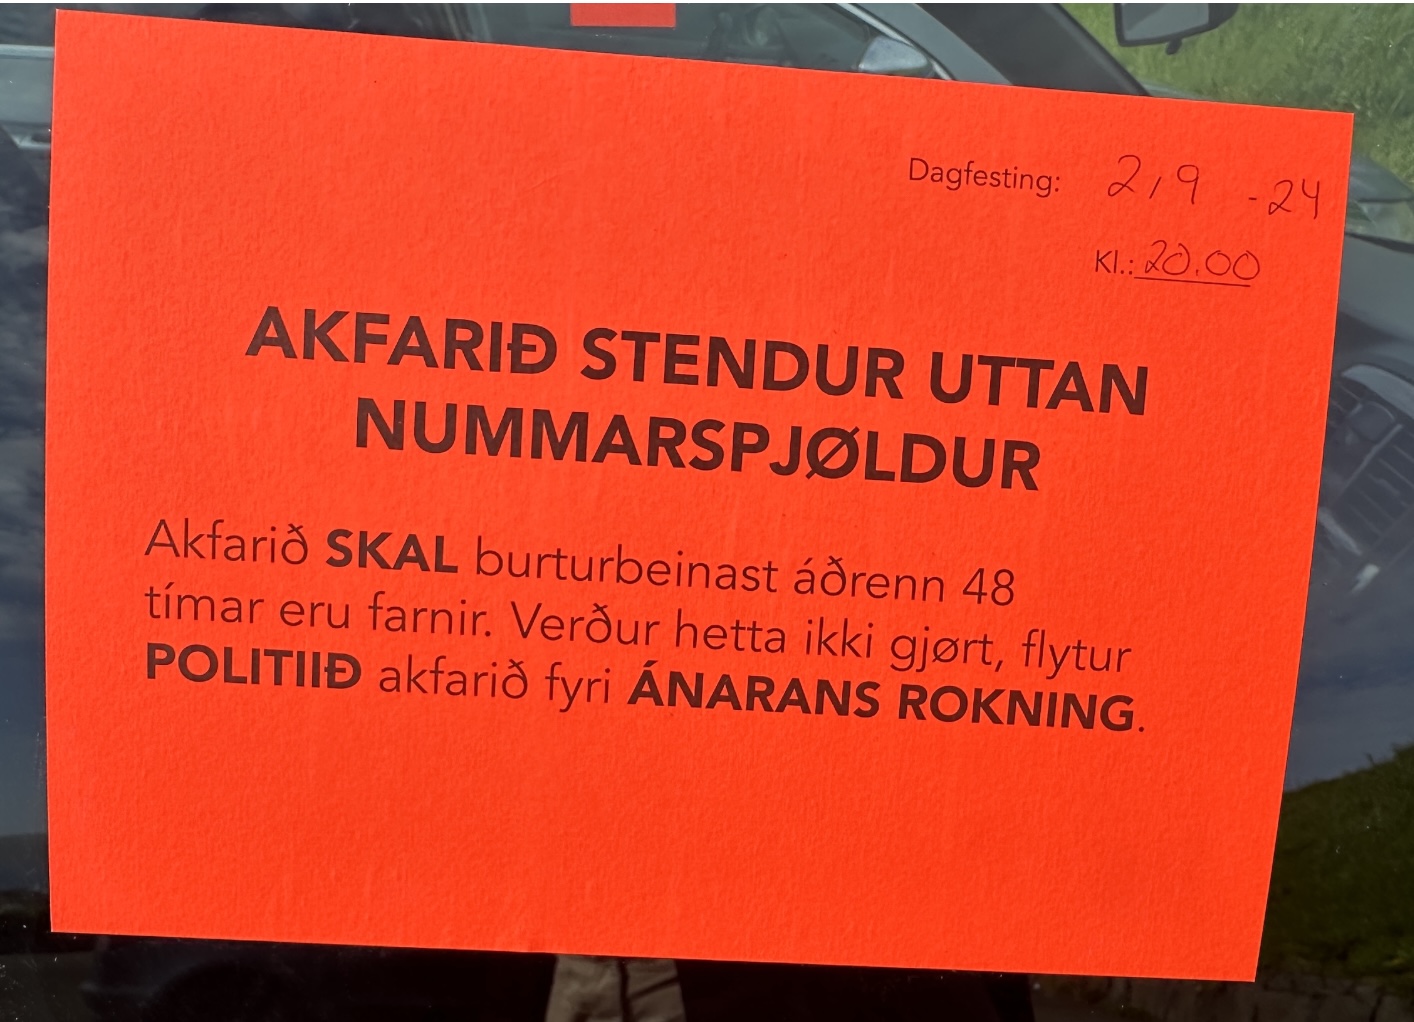 Dagfesting: 2,9 -24
Kl.: 20.00
AKFARIÐ STENDUR UTTAN
NUMMARSPJØLDUR
Akfarið SKAL burturbeinast áðrenn 48
tímar eru farnir. Verður hetta ikki gjørt, flytur
POLITIIÐ akfarið fyri ÁNARANS ROKNING.